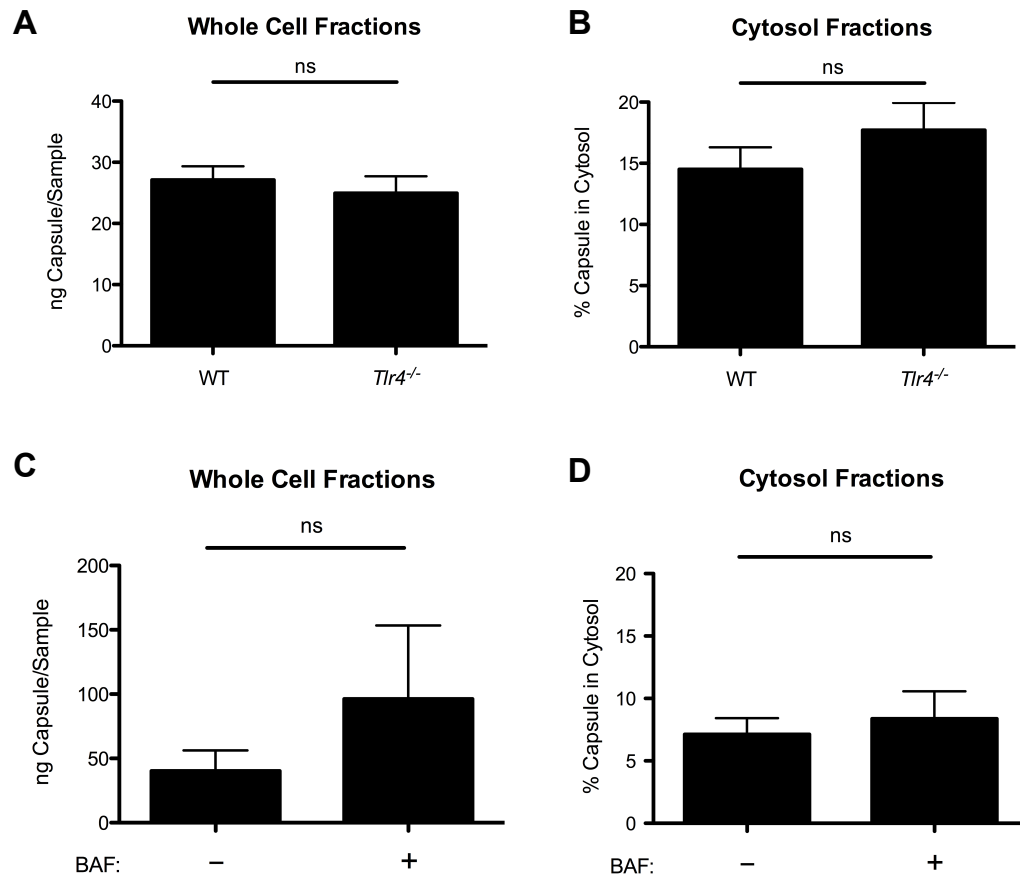 A
Whole Cell Fractions
ns
ng Capsule/Sample
40
30
20
10
0
WT
Tlr4-/-
B
Cytosol Fractions
ns
% Capsule in Cytosol
20
15
10
5
0
WT
Tlr4-/-
C
Whole Cell Fractions
ns
ng Capsule/Sample
200
150
100
50
0
BAF: − +
D
Cytosol Fractions
ns
% Capsule in Cytosol
20
15
10
5
0
BAF: − +